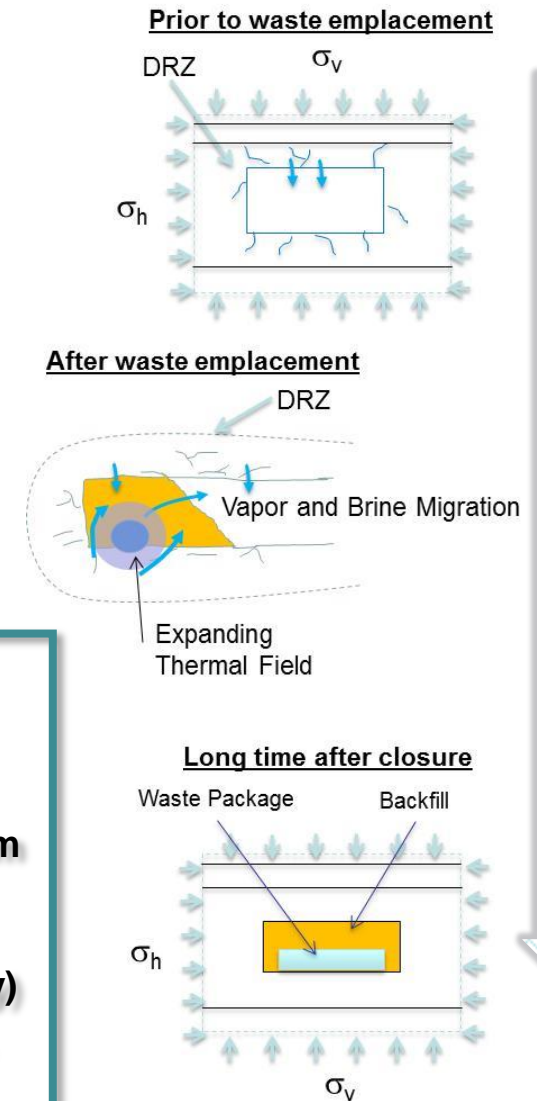 Prior to waste emplacement
DRZ
σv
σh
After waste emplacement
DRZ
Vapor and Brine Migration
Expanding
Thermal Field
m
y)
Long time after closure
Waste Package
Backfill
σh
σv